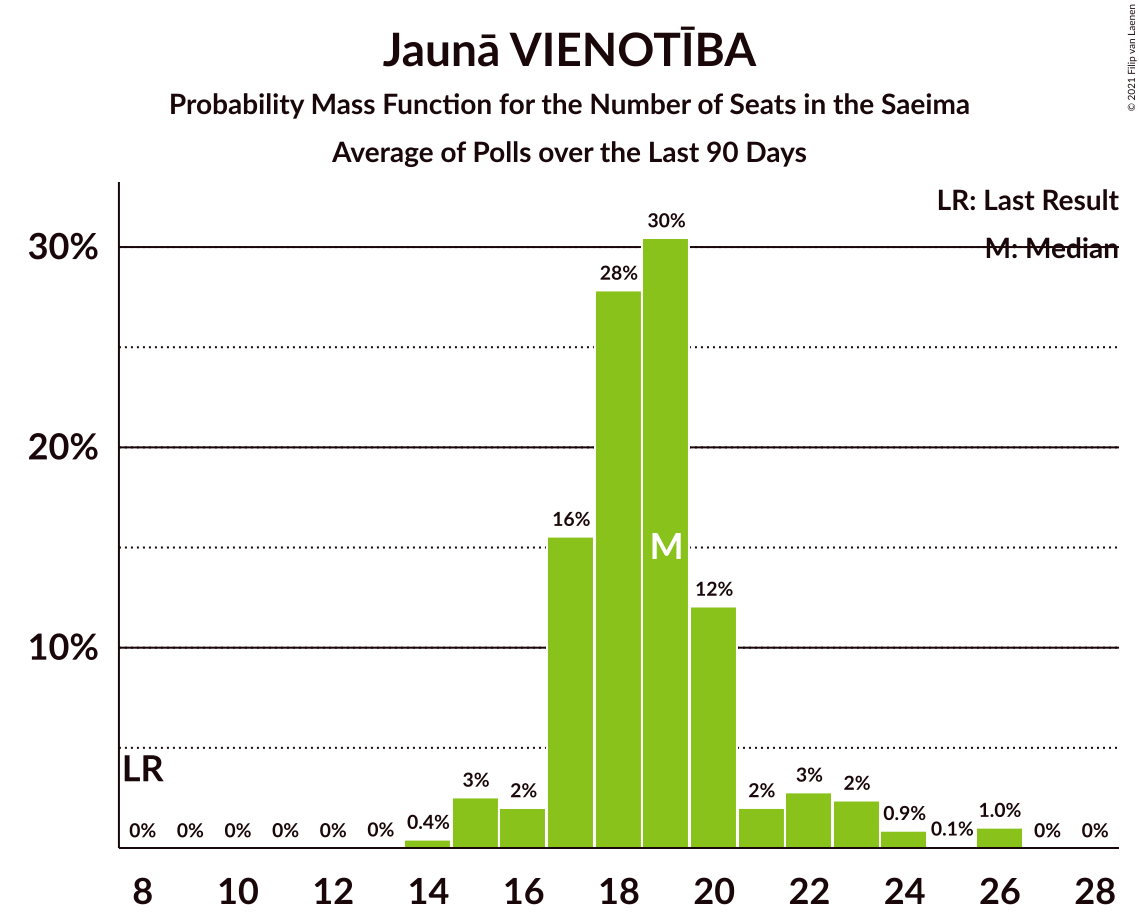 Jaunā VIENOTĪBA
Probability Mass Function for the Number of Seats in the Saeima
Average of Polls over the Last 90 Days
© 2021 Filip van Laenen
LR: Last Result
M: Median
30%
20%
10%
30%
28%
16%
M
12%
LR
3%
2%
2%
3%
2%
0% 0% 0% 0% 0% 0% 0.4% 0.9% 0.1% 1.0% 0% 0%
8 10 12 14 16 18 20 22 24 26 28